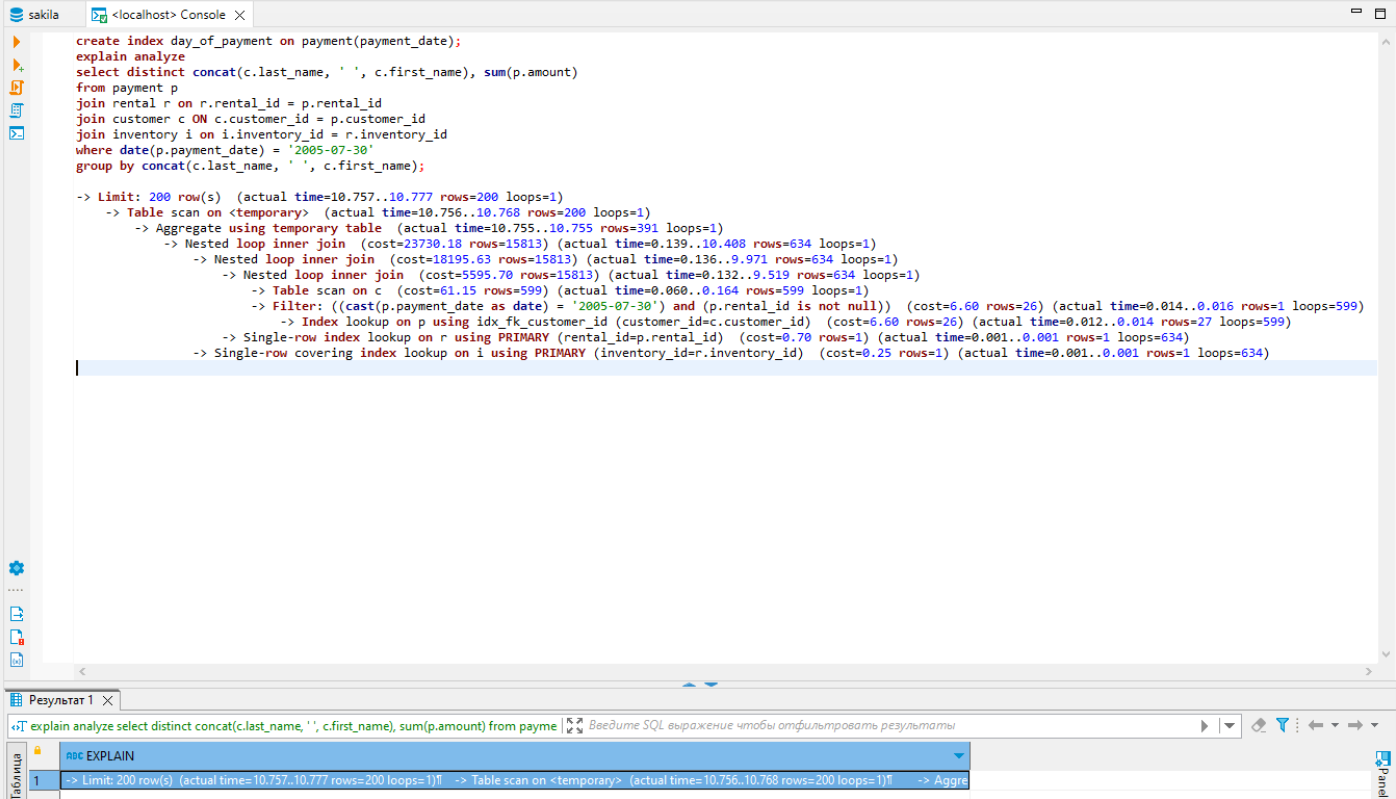 sakila
<localhost> Console
create index day_of_payment on payment(payment_date);
explain analyze
select distinct concat(c.last_name, ' ', c.first_name), sum(p.amount)
from payment p
join rental r on r.rental_id = p.rental_id
join customer c ON c.customer_id = p.customer_id
join inventory i on i.inventory_id = r.inventory_id
where date(p.payment_date) = '2005-07-30'
group by concat(c.last_name, ' ', c.first_name);
-> Limit: 200 row(s)  (actual time=10.757..10.777 rows=200 loops=1)
    -> Table scan on <temporary>  (actual time=10.756..10.768 rows=200 loops=1)
        -> Aggregate using temporary table  (actual time=10.755..10.755 rows=391 loops=1)
            -> Nested loop inner join  (cost=23730.18 rows=15813) (actual time=0.139..10.408 rows=634 loops=1)
                -> Nested loop inner join  (cost=18195.63 rows=15813) (actual time=0.136..9.971 rows=634 loops=1)
                    -> Nested loop inner join  (cost=5595.70 rows=15813) (actual time=0.132..9.519 rows=634 loops=1)
                        -> Table scan on c  (cost=61.15 rows=599) (actual time=0.060..0.164 rows=599 loops=1)
                        -> Filter: ((cast(p.payment_date as date) = '2005-07-30') and (p.rental_id is not null))  (cost=6.60 rows=26) (actual time=0.014..0.016 rows=1 loops=599)
                            -> Index lookup on p using idx_fk_customer_id (customer_id=c.customer_id)  (cost=6.60 rows=26) (actual time=0.012..0.014 rows=27 loops=599)
                    -> Single-row index lookup on r using PRIMARY (rental_id=p.rental_id)  (cost=0.70 rows=1) (actual time=0.001..0.001 rows=1 loops=634)
                -> Single-row covering index lookup on i using PRIMARY (inventory_id=r.inventory_id)  (cost=0.25 rows=1) (actual time=0.001..0.001 rows=1 loops=634)
Результат 1
explain analyze select distinct concat(c.last_name, ' ', c.first_name), sum(p.amount) from payme
Введите SQL выражение чтобы отфильтровать результаты
Таблица
ABC EXPLAIN
1
-> Limit: 200 row(s)  (actual time=10.757..10.777 rows=200 loops=1)¶    -> Table scan on <temporary>  (actual time=10.756..10.768 rows=200 loops=1)¶        -> Aggre
Panel